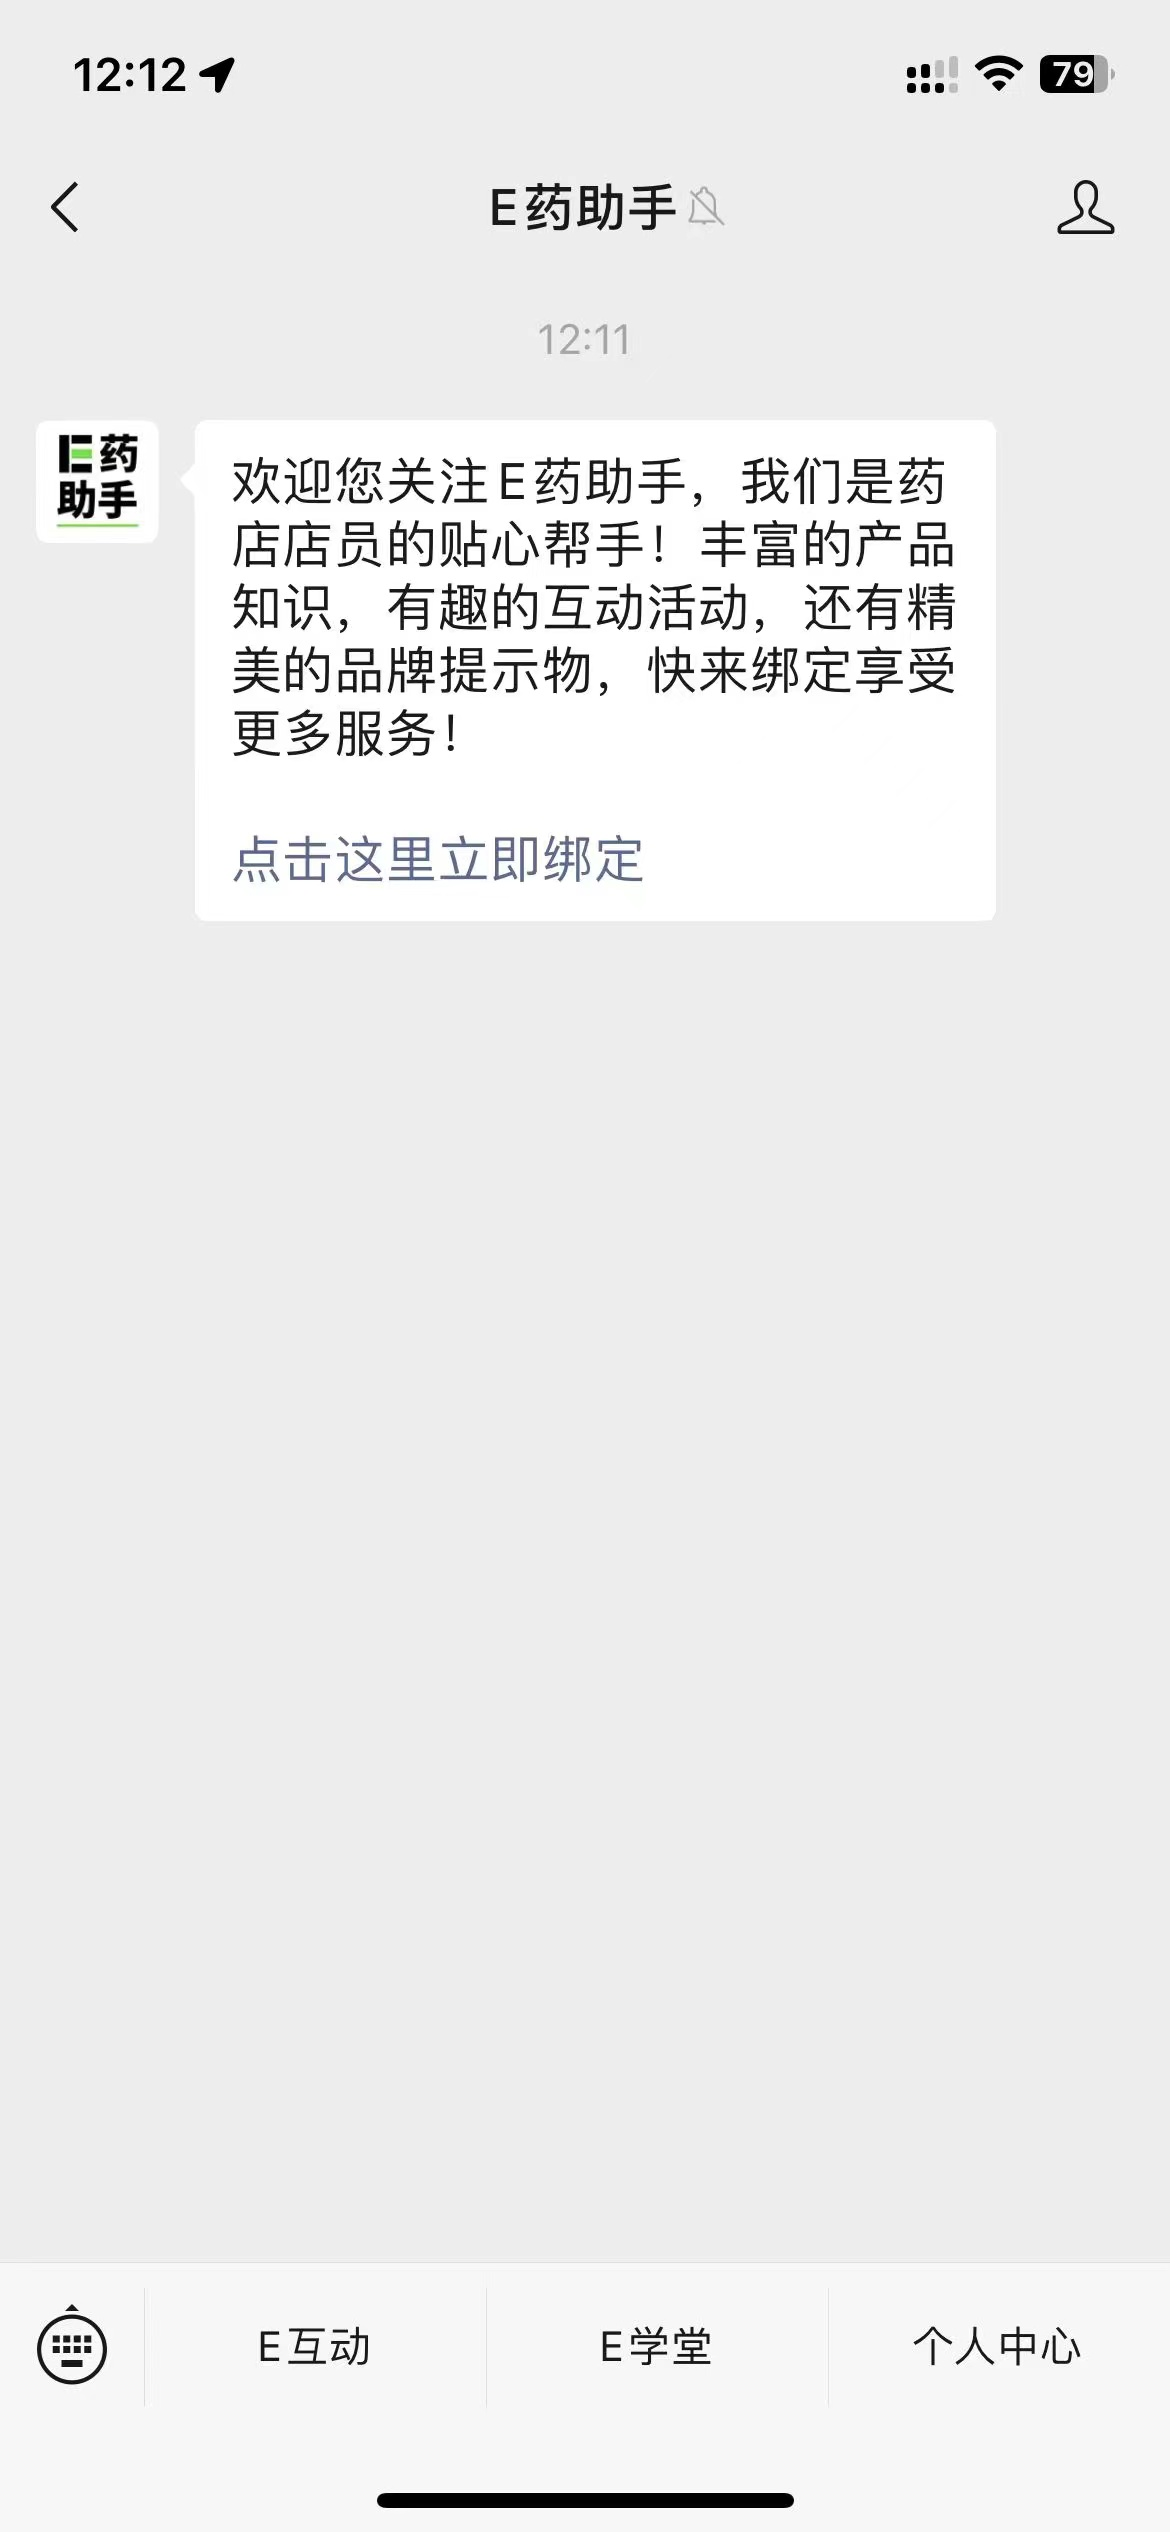 12:12
79
E药助手
12:11
E药
助手
欢迎您关注E药助手，我们是药
店店员的贴心帮手！丰富的产品
知识，有趣的互动活动，还有精
美的品牌提示物，快来绑定享受
更多服务！
点击这里立即绑定
E互动
E学堂
个人中心